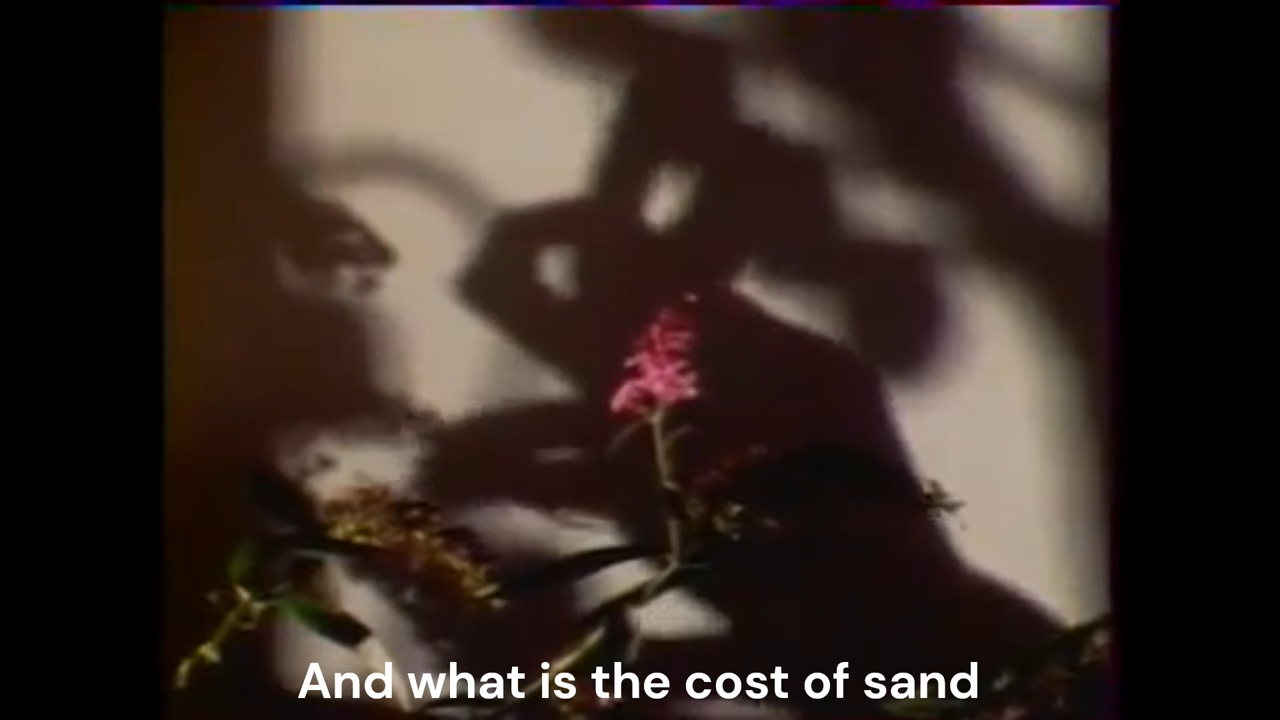 And what is the cost of sand